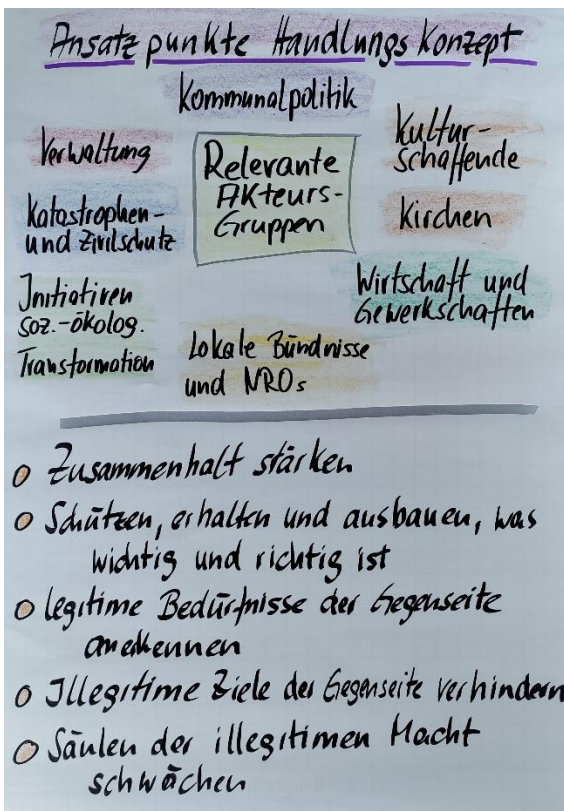 Ansatzpunkte Handlungskonzept
Kommunalpolitik
Verwaltung
Katastrophen-
und Zivilschutz
Initiativen
soz.-ökolog.
Transformation
Relevante
Akteurs-
Gruppen
Lokale Bündnisse
und NROs
Kultur-
schaffende
Kirchen
Wirtschaft und
Gewerkschaften
Zusammenhalt stärken
Schützen, erhalten und ausbauen, was
wichtig und richtig ist
legitime Bedürfnisse der Gegenseite
anerkennen
Illegitime Ziele der Gegenseite verhindern
Säulen der illegitimen Macht
schwächen